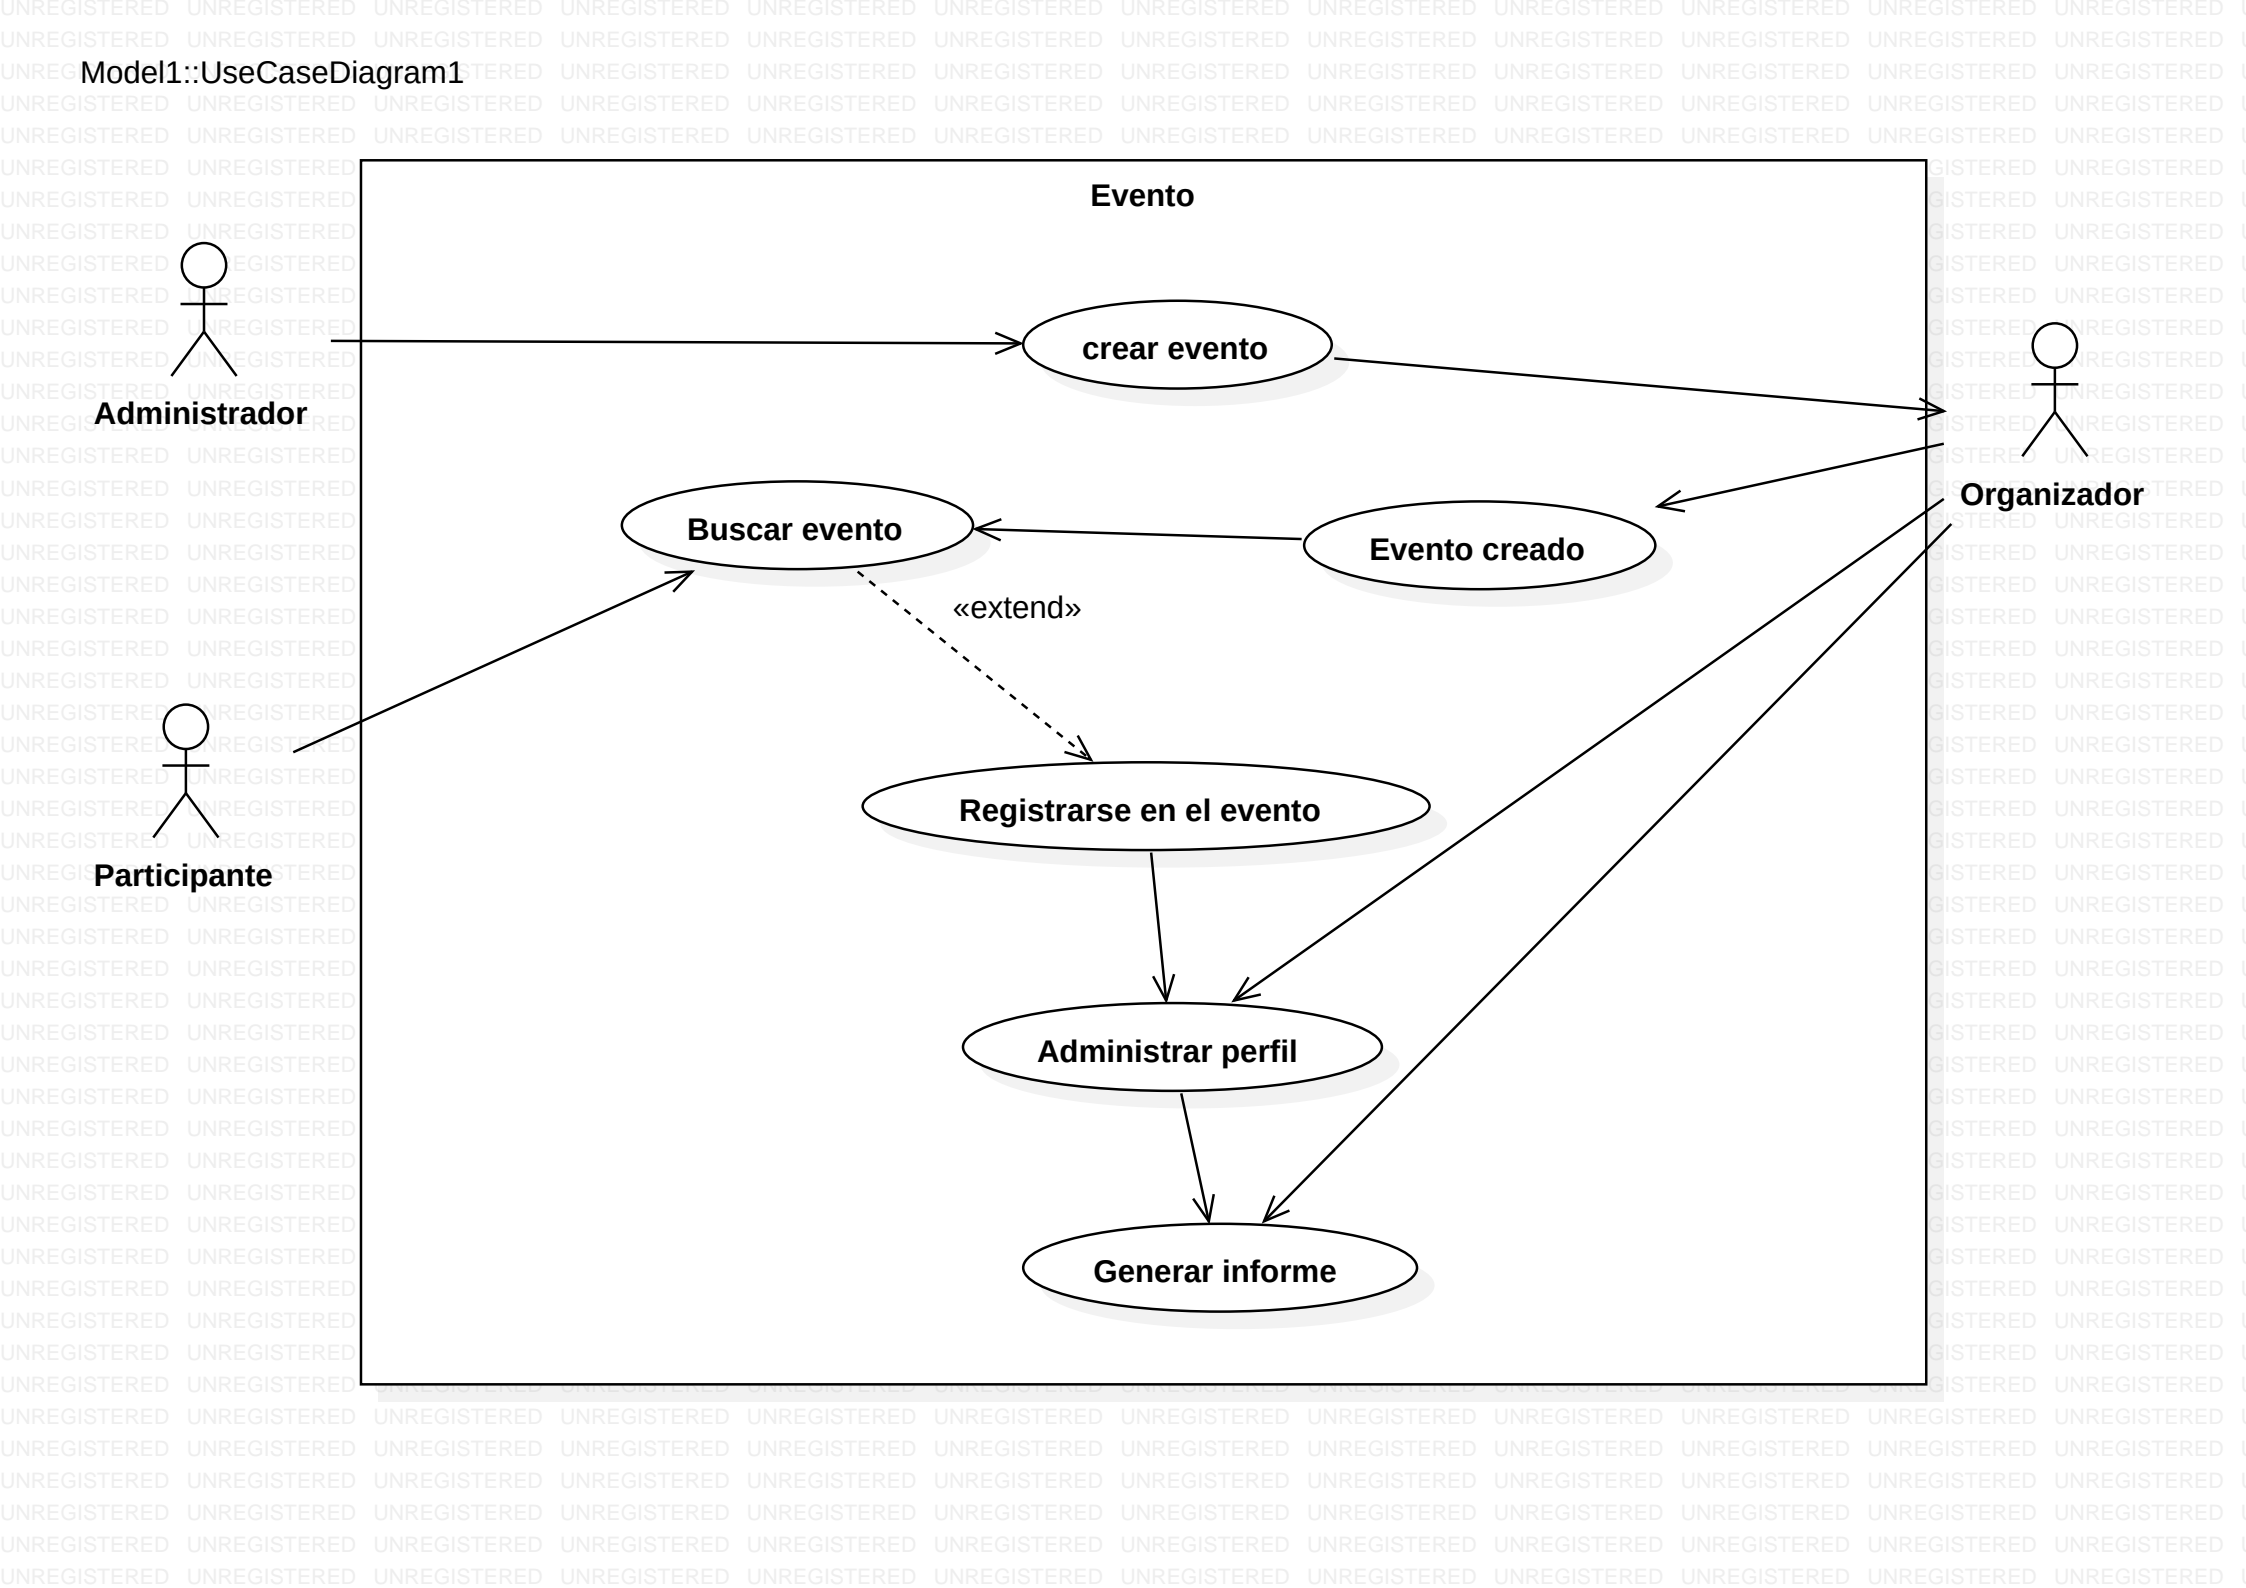 Model1::UseCaseDiagram1
Evento
crear evento
Administrador
Organizador
Buscar evento
Evento creado
«extend»
Registrarse en el evento
Participante
Administrar perfil
Generar informe
UNREGISTERED